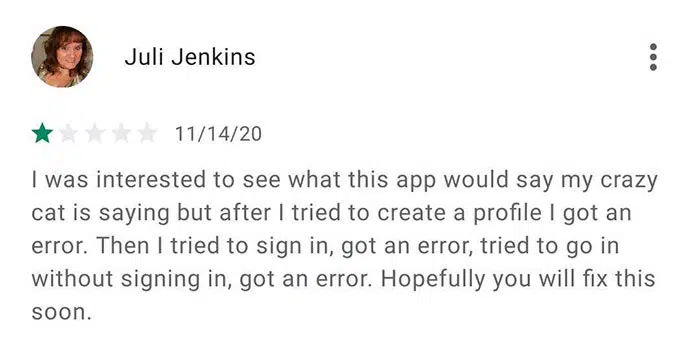 Juli Jenkins
11/14/20
I was interested to see what this app would say my crazy
cat is saying but after I tried to create a profile I got an
error. Then I tried to sign in, got an error, tried to go in
without signing in, got an error. Hopefully you will fix this
soon.